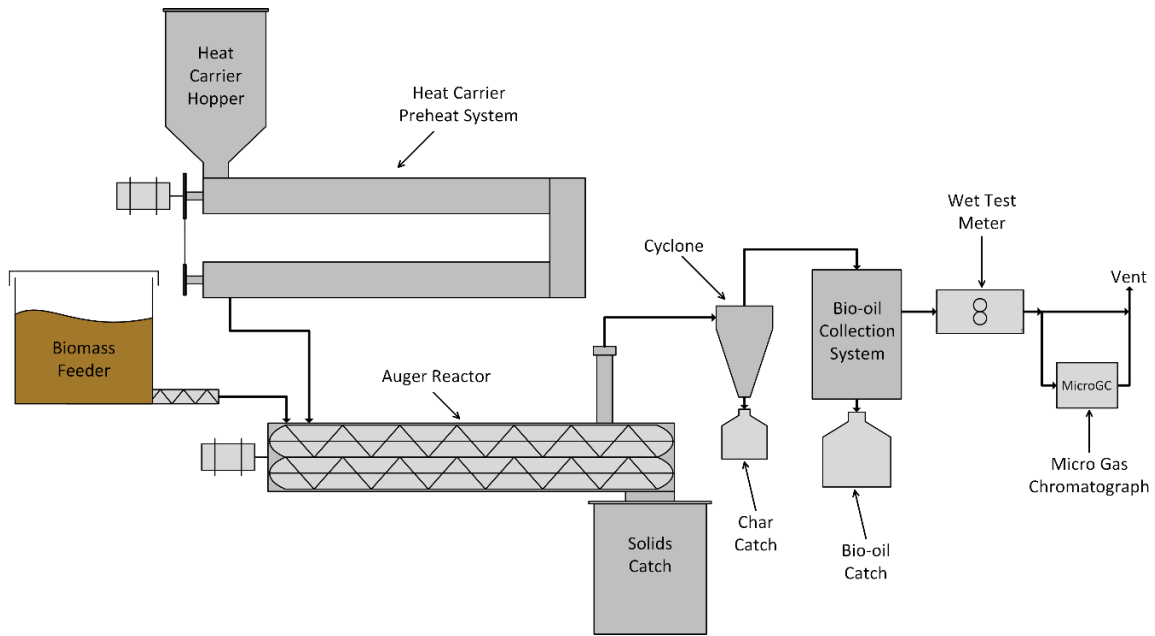 Heat
Carrier
Hopper
Heat Carrier
Preheat System
Wet Test
Meter
Cyclone
Vent
Bio-oil
Collection
System
Biomass
Feeder
Auger Reactor
MicroGC
Micro Gas
Chromatograph
Char
Catch
Solids
Catch
Bio-oil
Catch